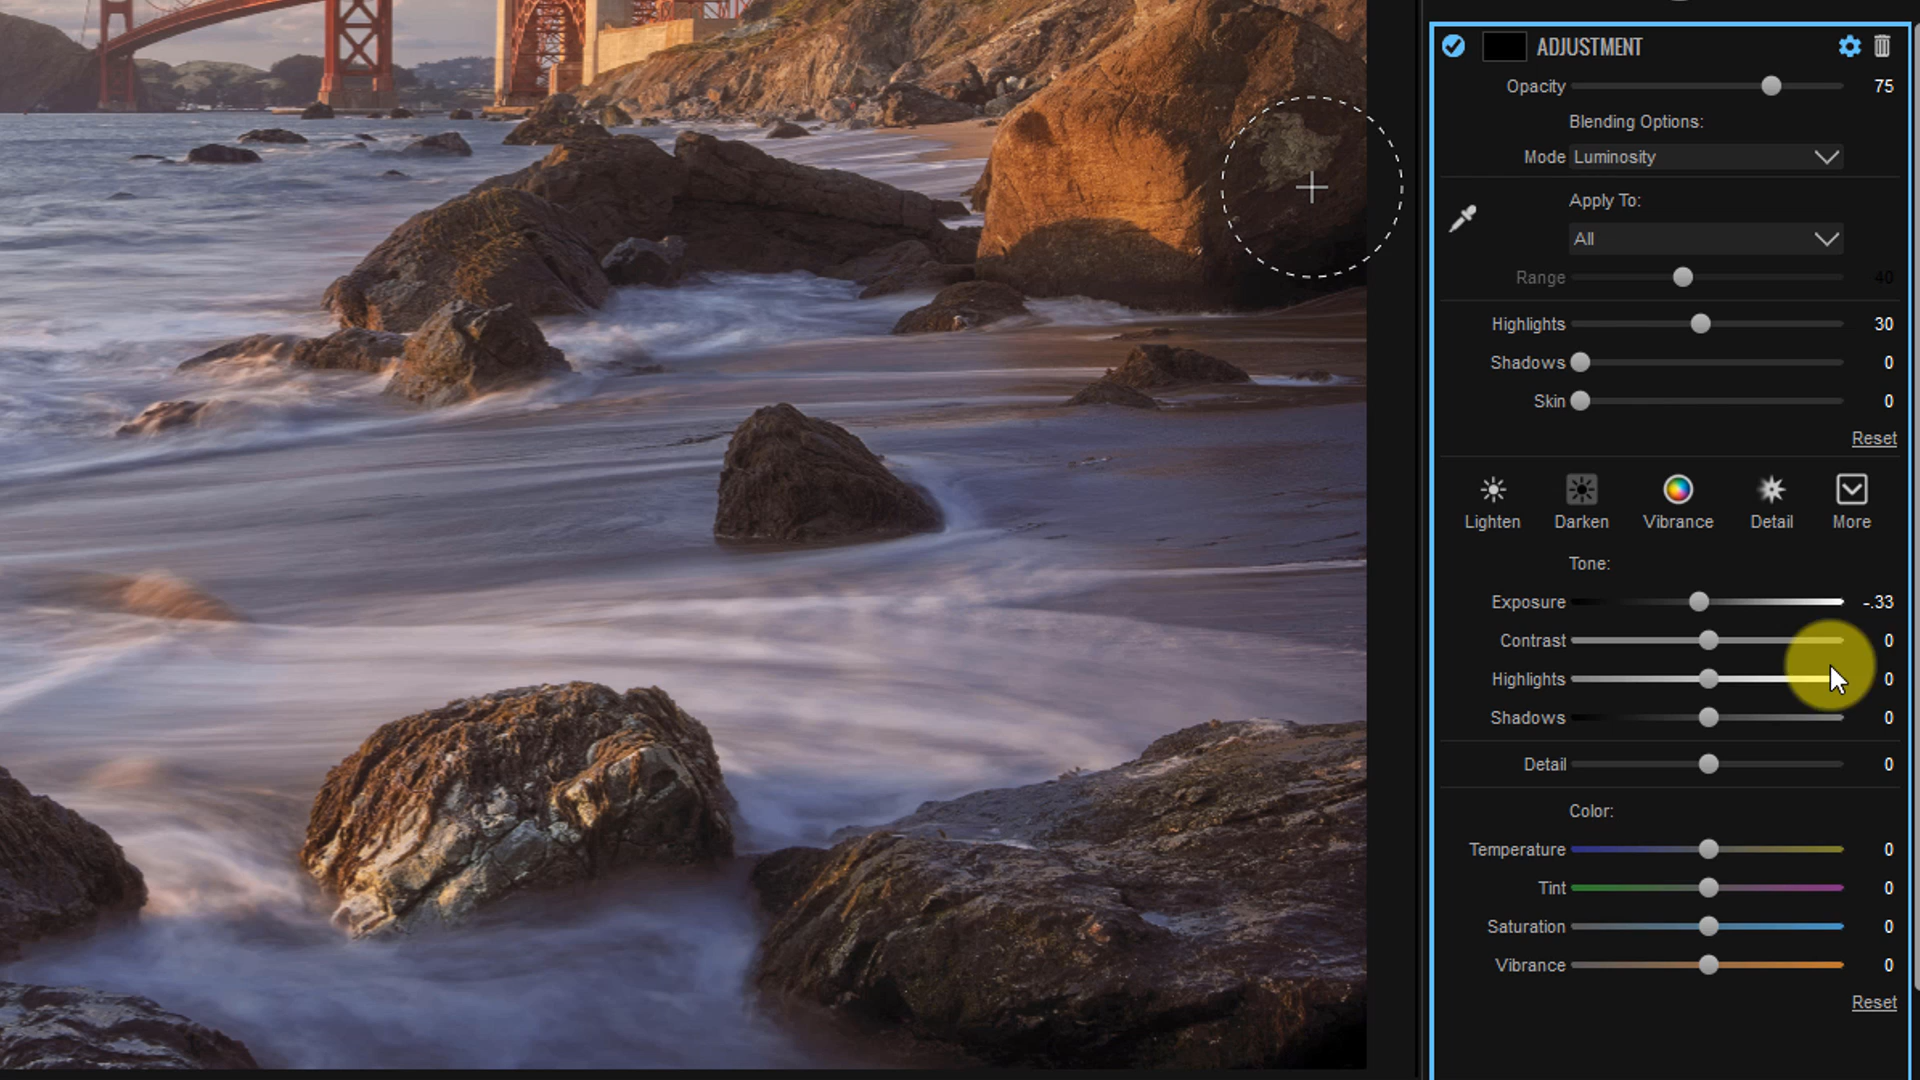 ADJUSTMENT
Opacity 75
Blending Options:
Mode Luminosity
Apply To:
All
Range 40
Highlights 30
Shadows 0
Skin 0
Reset
Lighten Darken Vibrance Detail More
Tone:
Exposure -.33
Contrast 0
Highlights 0
Shadows 0
Detail 0
Color:
Temperature 0
Tint 0
Saturation 0
Vibrance 0
Reset